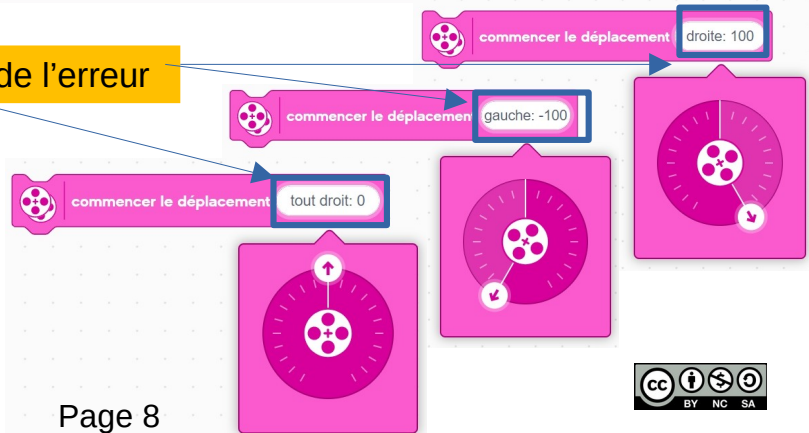 commencer le déplacement droite: 100
de l'erreur
commencer le déplacement gauche: -100
commencer le déplacement tout droit: 0
Page 8
cc
BY NC SA